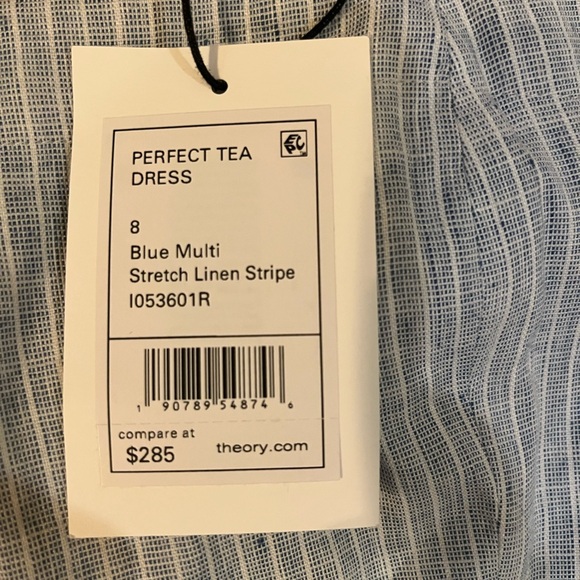 PERFECT TEA
DRESS
8
Blue Multi
Stretch Linen Stripe
I053601R
1 90789 54874 6
compare at
$285 theory.com